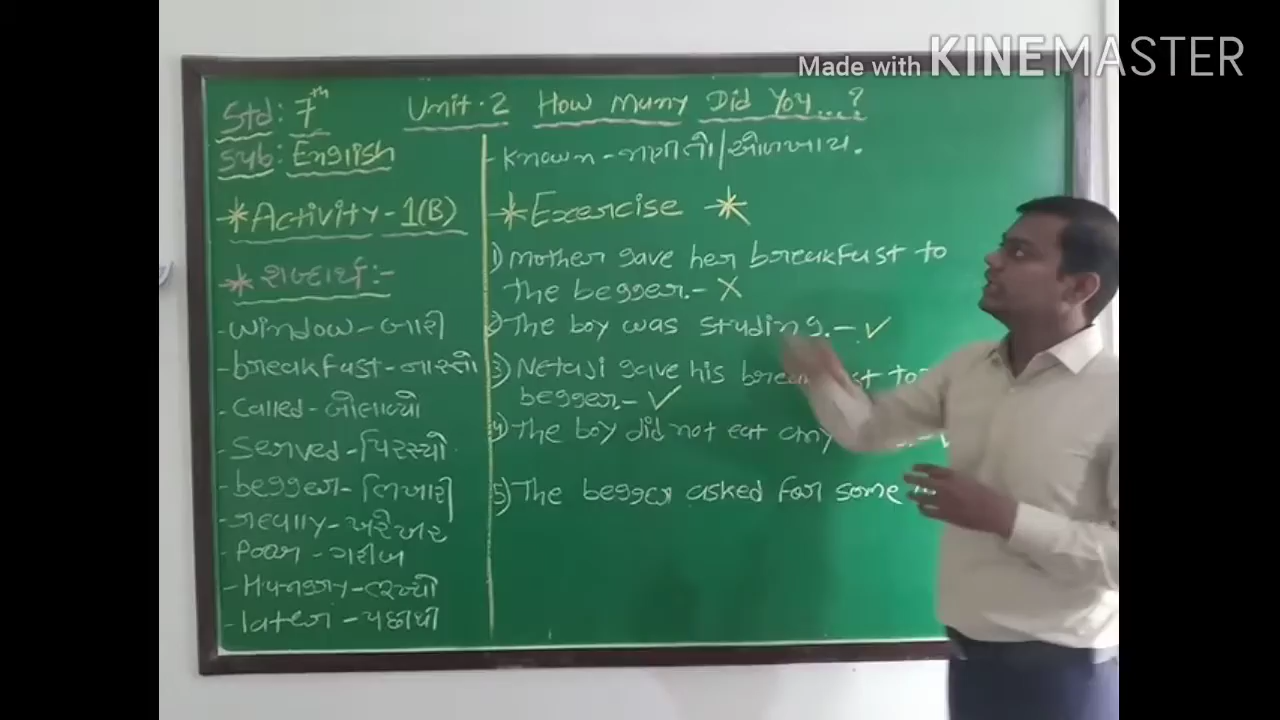 Made with KINEMASTER
Std: 7th Unit. 2 How Many Did You...?
Sub: English
* Activity - 1(B)
* શબ્દાર્થ :-
- Window - બારી
- breakfast - નાસ્તો
- Called - બોલાવ્યો
- Served - પિરસ્યો
- begger - ભિખારી
- really - ખરેખર
- Poor - ગરીબ
- Hungry - ભૂખ્યો
- later - પછીથી
- Known - જાણીતો/ઓળખાય.
* Exercise *
1) Mother gave her breakfast to
the begger. - X
2) The boy was studing. - ✓
3) Netaji gave his breakfast to
begger. - ✓
4) The boy did not eat any
5) The begger asked for some